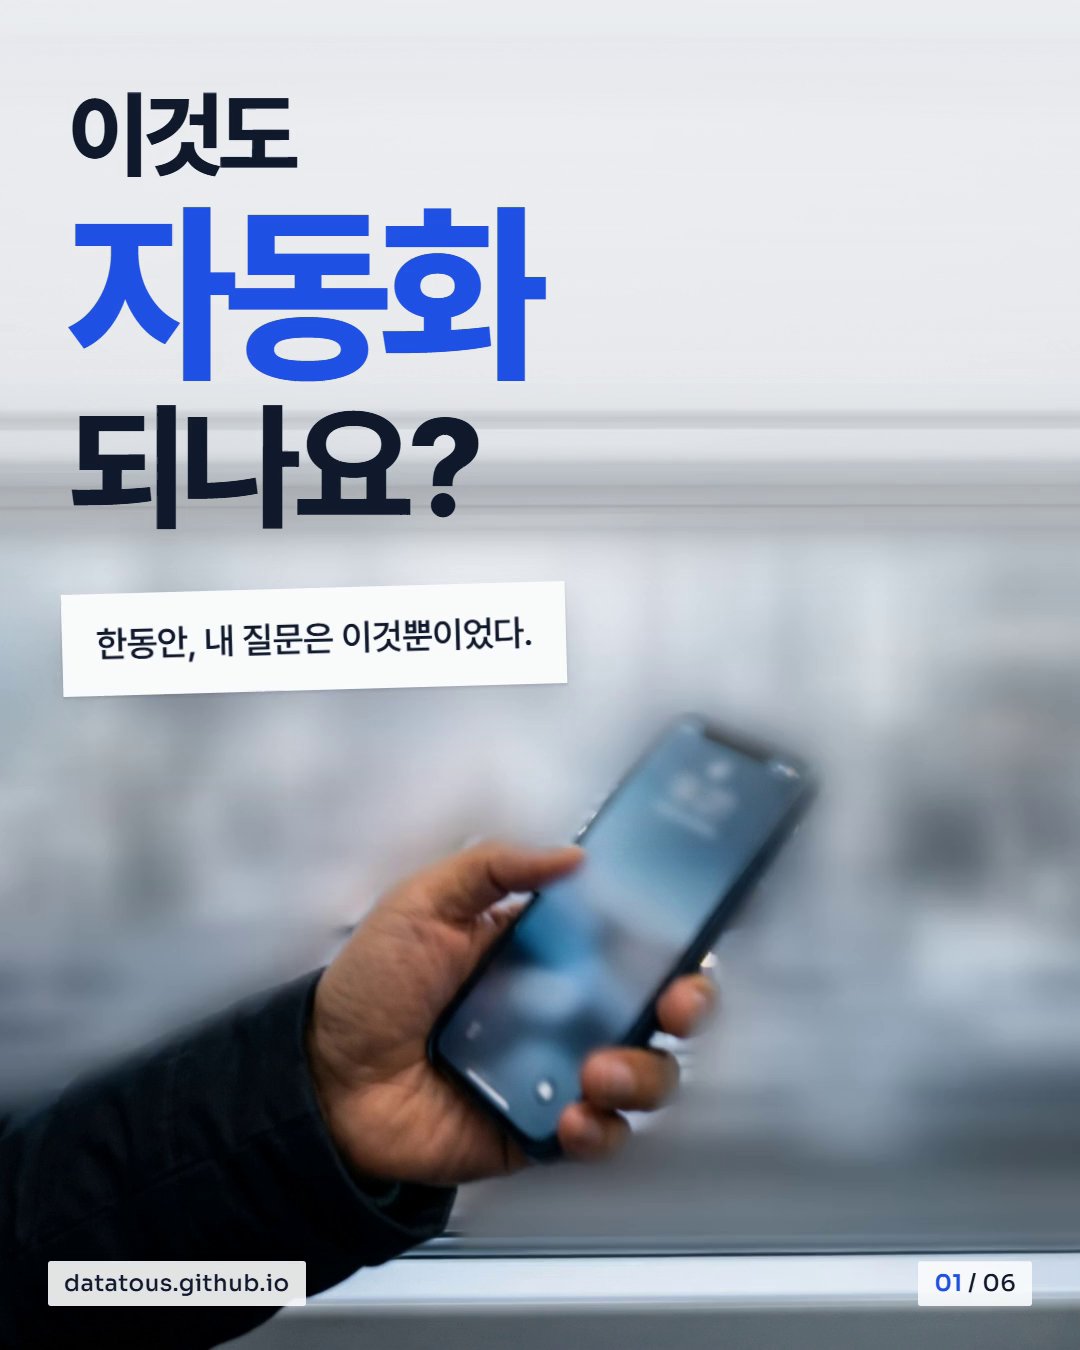 이것도
자동화
되나요?
한동안, 내 질문은 이것뿐이었다.
datatous.github.io
01 / 06